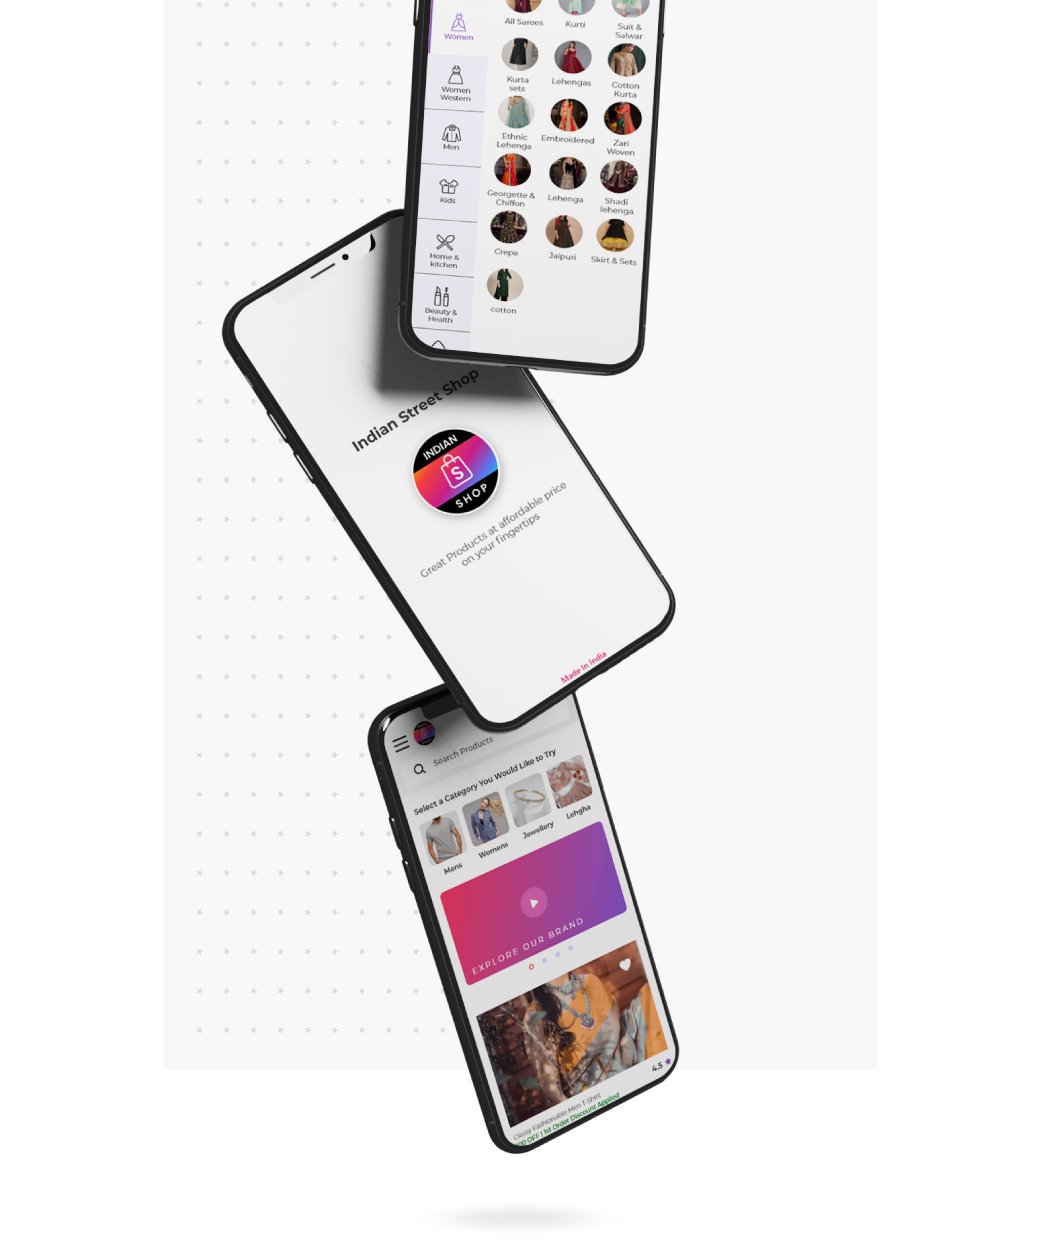 Women
Women
Western
Men
Kids
Home &
kitchen
Beauty &
Health
All Sarees
Kurti
Suit &
Salwar
Kurta
sets
Lehengas
Cotton
Kurta
Ethnic
Lehenga
Embroidered
Zari
Woven
Georgette &
Chiffon
Lehenga
Shadi
lehenga
Crepe
Jaipuri
Skirt & Sets
cotton
Indian Street Shop
INDIAN
S
SHOP
Great Products at affordable price
on your fingertips
Made In India
Search Products
Select a Category You Would Like to Try
Mens
Womens
Jewellery
Lehgha
EXPLORE OUR BRAND
4.5
Classy Fashionable Men T-Shirt
OFF | 1st Order Discount Applied